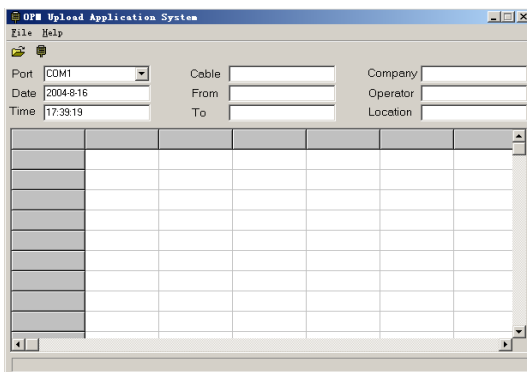 OPM Upload Application System
File Help
Port COM1 Cable Company
Date 2004-8-16 From Operator
Time 17:39:19 To Location